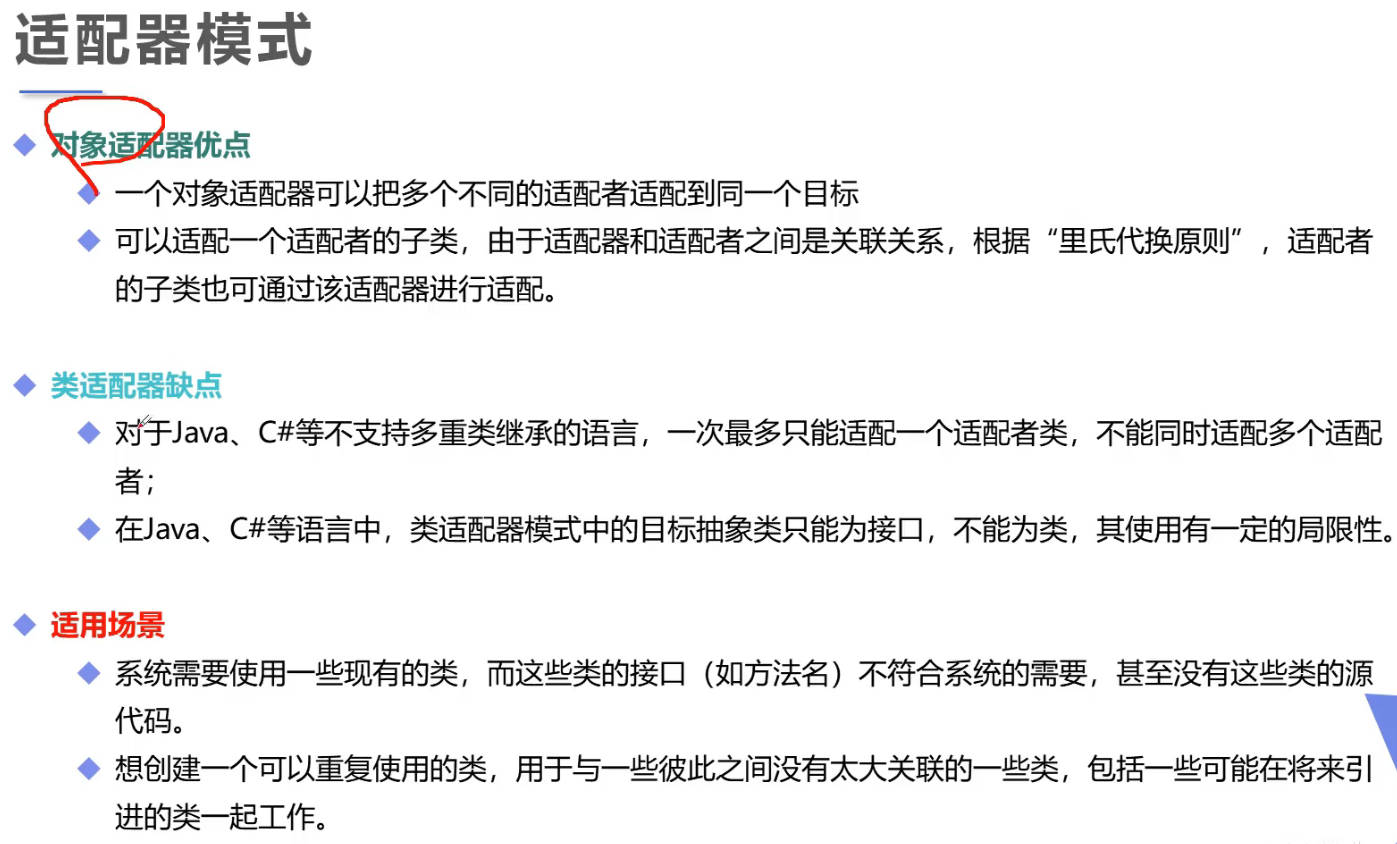 适配器模式
对象适配器优点
一个对象适配器可以把多个不同的适配者适配到同一个目标
可以适配一个适配者的子类，由于适配器和适配者之间是关联关系，根据“里氏代换原则”，适配者
的子类也可通过该适配器进行适配。
类适配器缺点
对于Java、C#等不支持多重类继承的语言，一次最多只能适配一个适配者类，不能同时适配多个适配
者；
在Java、C#等语言中，类适配器模式中的目标抽象类只能为接口，不能为类，其使用有一定的局限性。
适用场景
系统需要使用一些现有的类，而这些类的接口（如方法名）不符合系统的需要，甚至没有这些类的源
代码。
想创建一个可以重复使用的类，用于与一些彼此之间没有太大关联的一些类，包括一些可能在将来引
进的类一起工作。